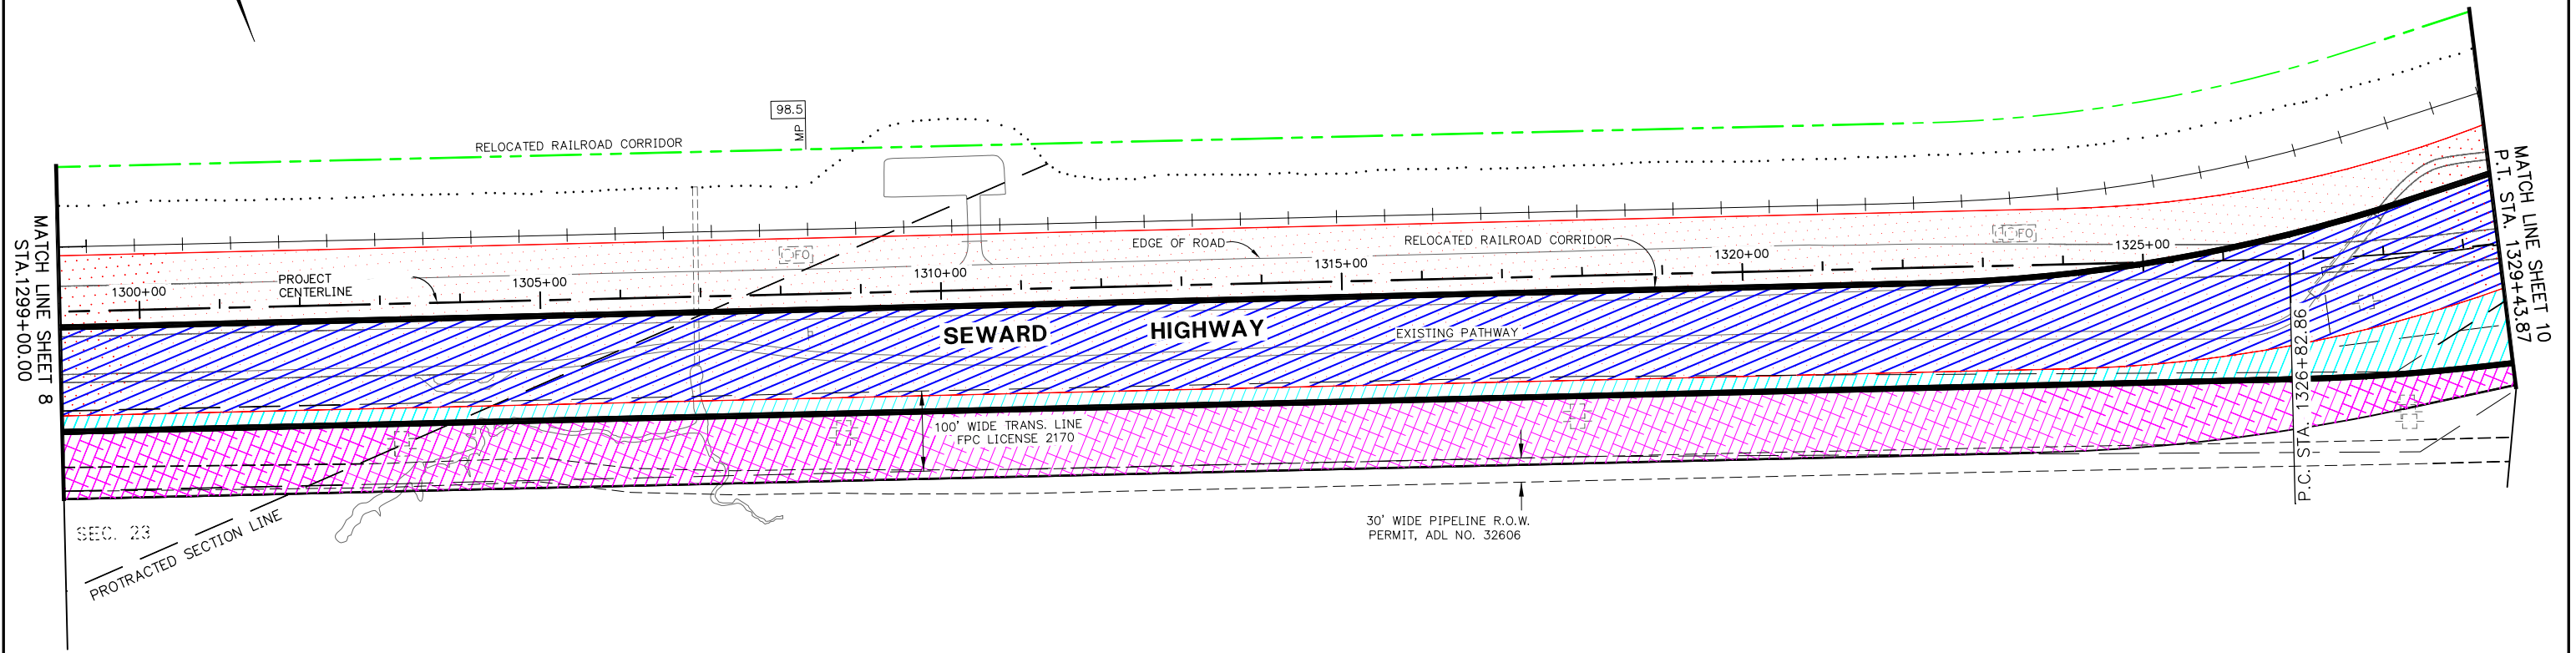 98.5
MP
RELOCATED RAILROAD CORRIDOR
MATCH LINE SHEET 8
STA.1299+00.00
MATCH LINE SHEET 10
P.T. STA. 1329+43.87
FO
FO
EDGE OF ROAD
RELOCATED RAILROAD CORRIDOR
1300+00
PROJECT
CENTERLINE
1305+00
1310+00
1315+00
1320+00
1325+00
SEWARD HIGHWAY
EXISTING PATHWAY
P.C. STA. 1326+82.86
100' WIDE TRANS. LINE
FPC LICENSE 2170
30' WIDE PIPELINE R.O.W.
PERMIT, ADL NO. 32606
SEC. 23
PROTRACTED SECTION LINE